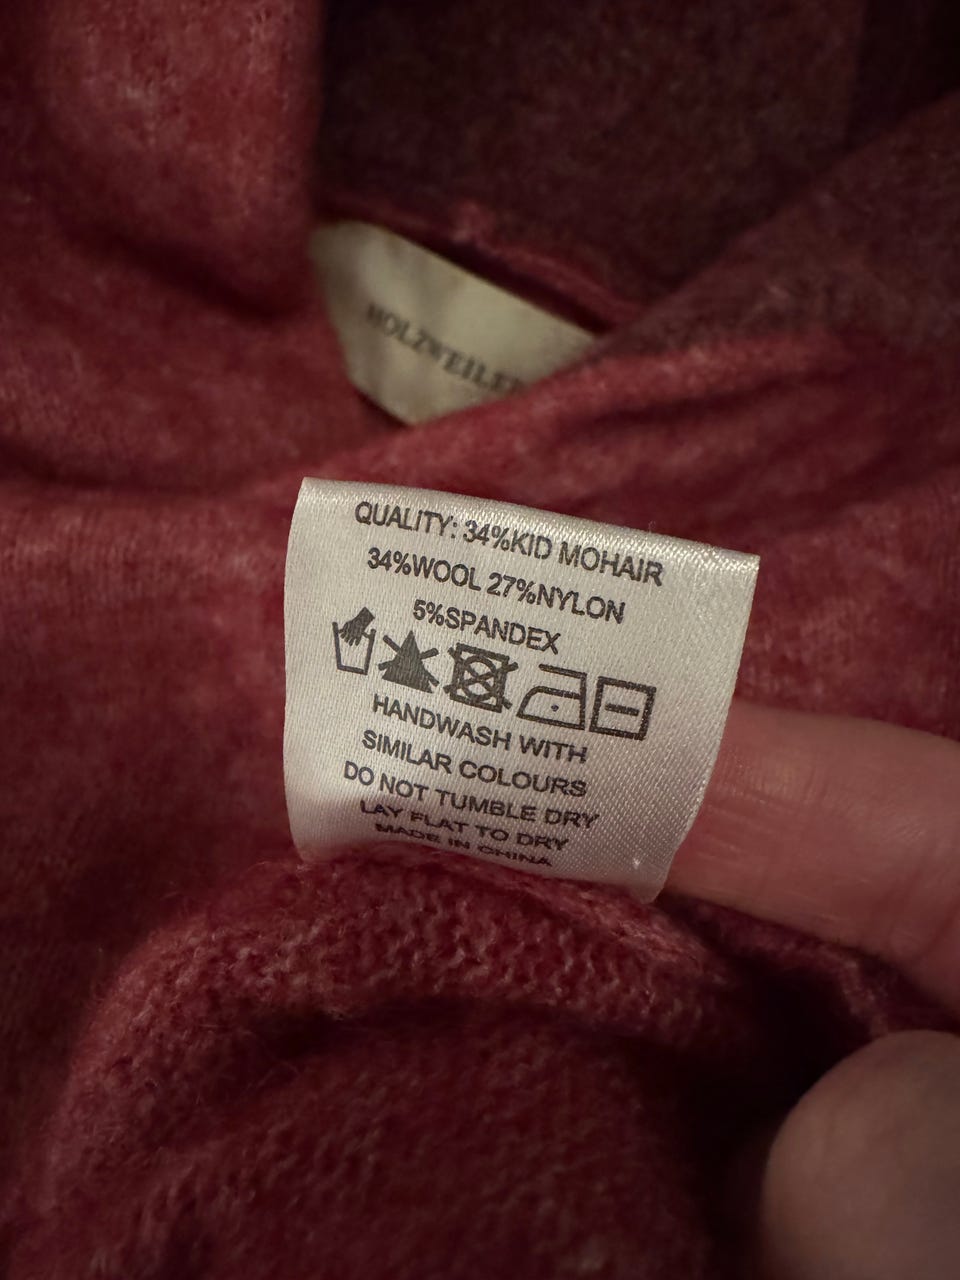 HOLZWEILER
QUALITY: 34%KID MOHAIR
34%WOOL 27%NYLON
5%SPANDEX
HANDWASH WITH
SIMILAR COLOURS
DO NOT TUMBLE DRY
LAY FLAT TO DRY
MADE IN CHINA